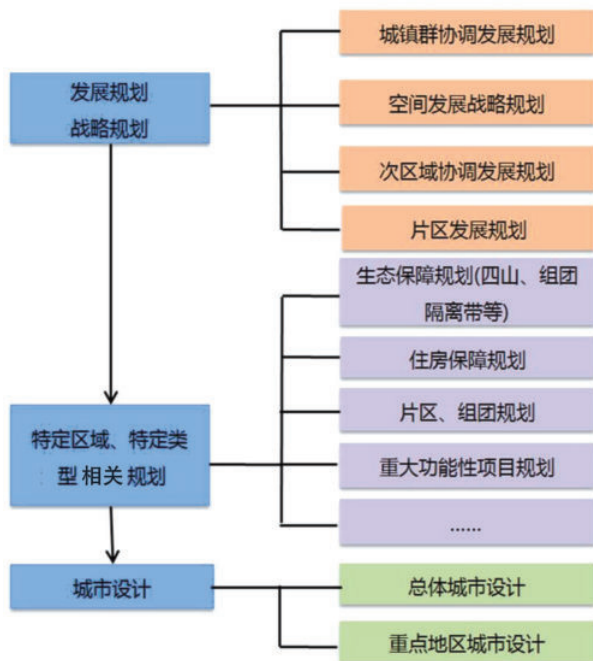 城镇群协调发展规划
发展规划
战略规划
空间发展战略规划
次区域协调发展规划
片区发展规划
生态保障规划(四山、组团
隔离带等)
住房保障规划
片区、组团规划
特定区域、特定类
型相关规划
重大功能性项目规划
......
城市设计
总体城市设计
重点地区城市设计